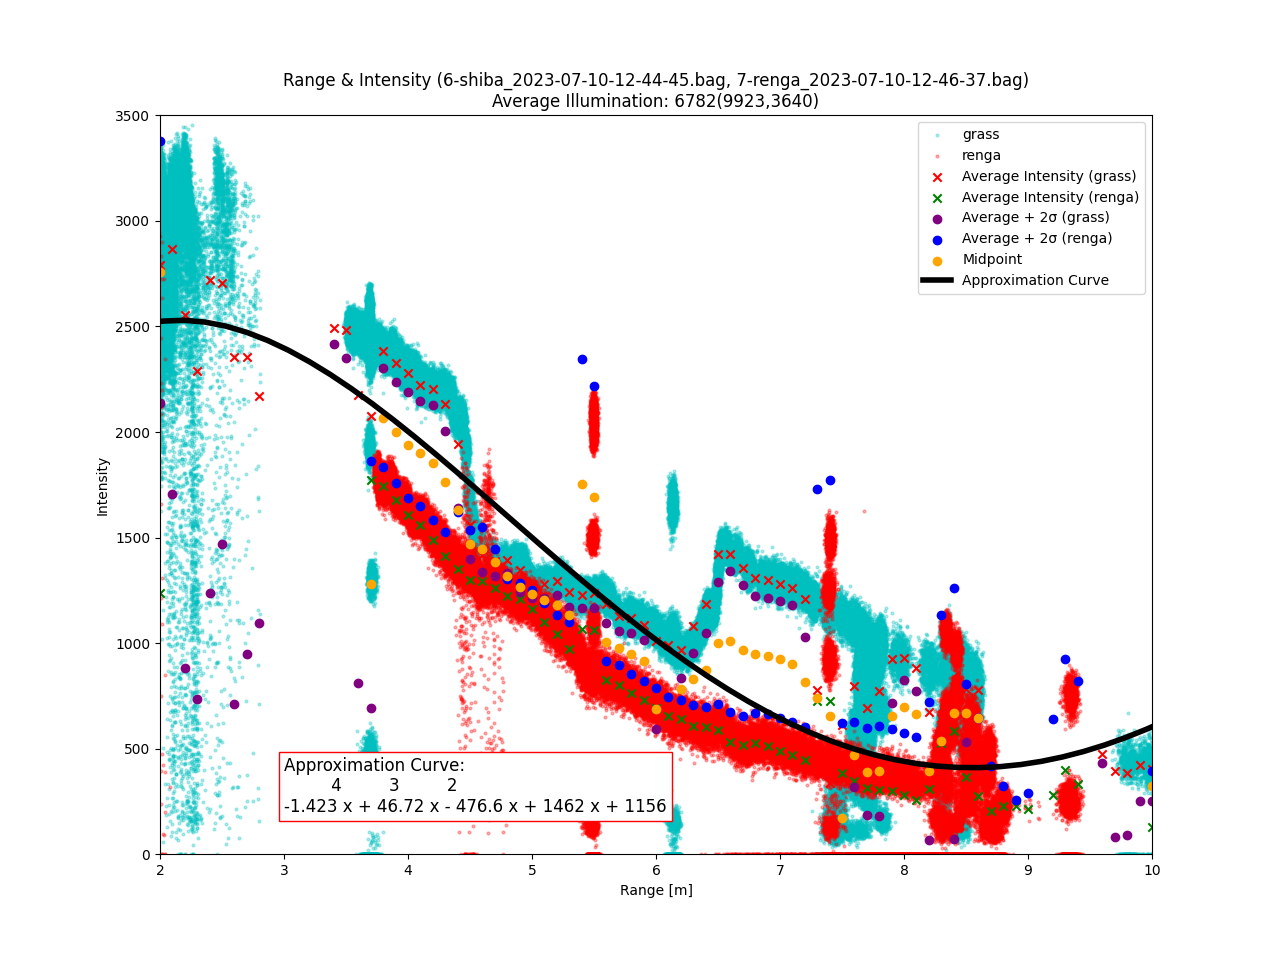 Range & Intensity (6-shiba_2023-07-10-12-44-45.bag, 7-renga_2023-07-10-12-46-37.bag)
Average Illumination: 6782(9923,3640)
3500
3000
2500
2000
1500
1000
500
0
Intensity
grass
renga
Average Intensity (grass)
Average Intensity (renga)
Average + 2σ (grass)
Average + 2σ (renga)
Midpoint
Approximation Curve
Approximation Curve:
4 3 2
-1.423 x + 46.72 x - 476.6 x + 1462 x + 1156
2 3 4 5 6 7 8 9 10
Range [m]